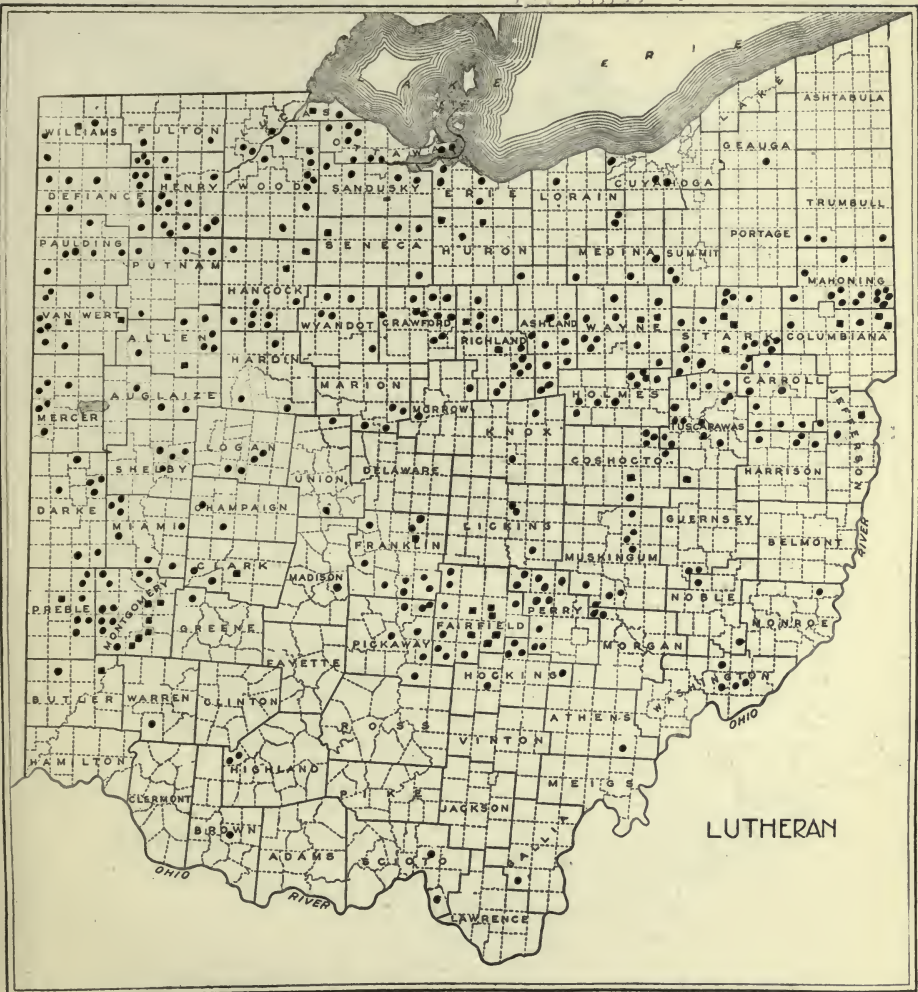 L A K E
E R I E
LAKE
ASHTABULA
WILLIAMS
FULTON
LUCAS
OTTAWA
GEAUGA
DEFIANCE
HENRY
WOOD
SANDUSKY
ERIE
LORAIN
CUYAHOGA
TRUMBULL
PAULDING
PUTNAM
SENECA
HURON
MEDINA
SUMMIT
PORTAGE
MAHONING
HANCOCK
VAN WERT
ALLEN
WYANDOT
CRAWFORD
RICHLAND
ASHLAND
WAYNE
STARK
COLUMBIANA
HARDIN
MARION
MERCER
AUGLAIZE
MORROW
HOLMES
CARROLL
JEFFERSON
TUSCARAWAS
KNOX
LOGAN
UNION
DELAWARE
COSHOCTO
HARRISON
SHELBY
DARKE
CHAMPAIGN
MIAMI
LICKING
GUERNSEY
BELMONT
RIVER
FRANKLIN
MUSKINGUM
CLARK
MADISON
NOBLE
PREBLE
MONTGOMERY
PERRY
MONROE
GREENE
FAIRFIELD
PICKAWAY
MORGAN
FAYETTE
HOCKING
WASHINGTON
BUTLER
WARREN
CLINTON
ROSS
ATHENS
OHIO
VINTON
HAMILTON
HIGHLAND
MEIGS
CLERMONT
PIKE
JACKSON
LUTHERAN
BROWN
ADAMS
SCIOTO
OHIO
RIVER
LAWRENCE